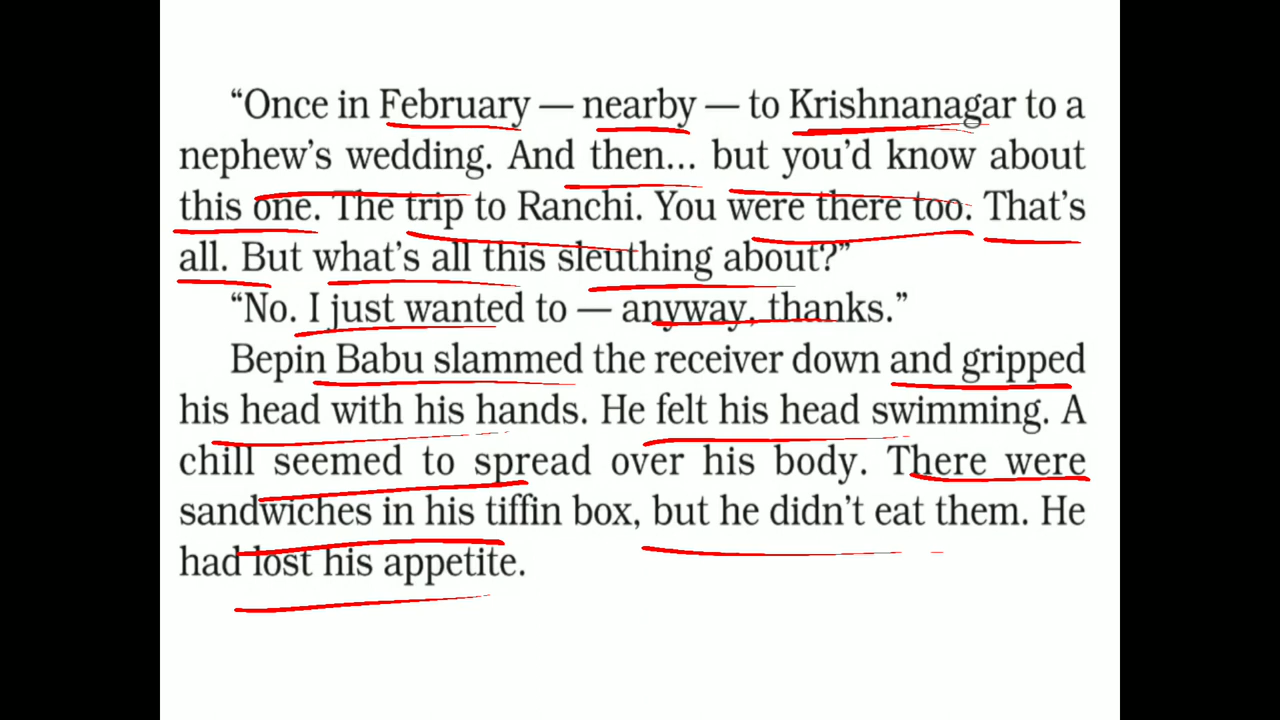 “Once in February — nearby — to Krishnanagar to a
nephew’s wedding. And then... but you’d know about
this one. The trip to Ranchi. You were there too. That’s
all. But what’s all this sleuthing about?”
“No. I just wanted to — anyway, thanks.”
Bepin Babu slammed the receiver down and gripped
his head with his hands. He felt his head swimming. A
chill seemed to spread over his body. There were
sandwiches in his tiffin box, but he didn’t eat them. He
had lost his appetite.